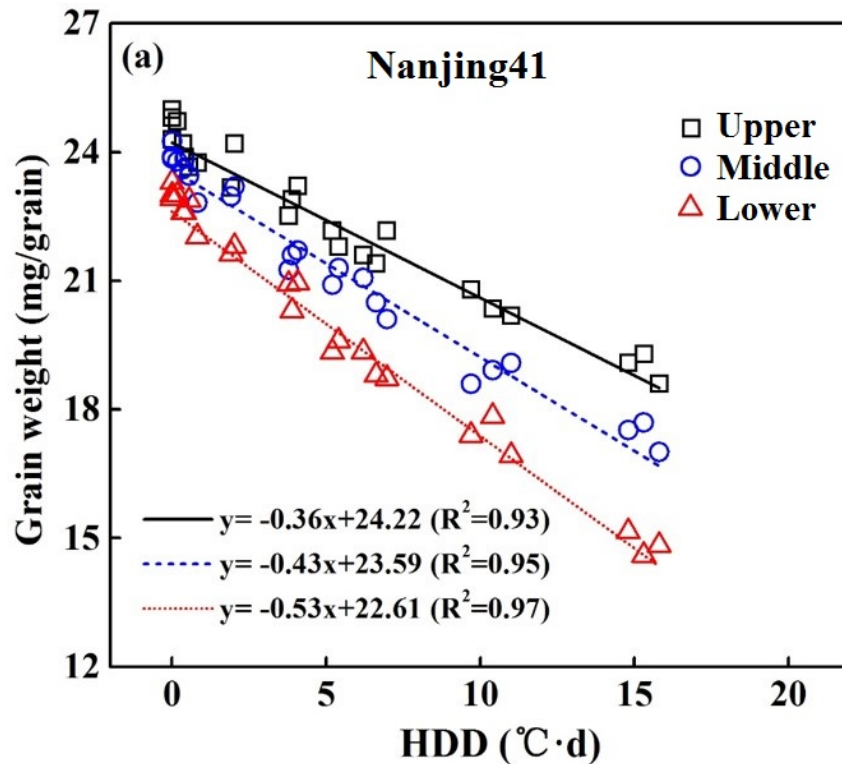 (a)
Nanjing41
Upper
Middle
Lower
Grain weight (mg/grain)
27
24
21
18
15
12
y= -0.36x+24.22 (R²=0.93)
y= -0.43x+23.59 (R²=0.95)
y= -0.53x+22.61 (R²=0.97)
0 5 10 15 20
HDD (℃·d)